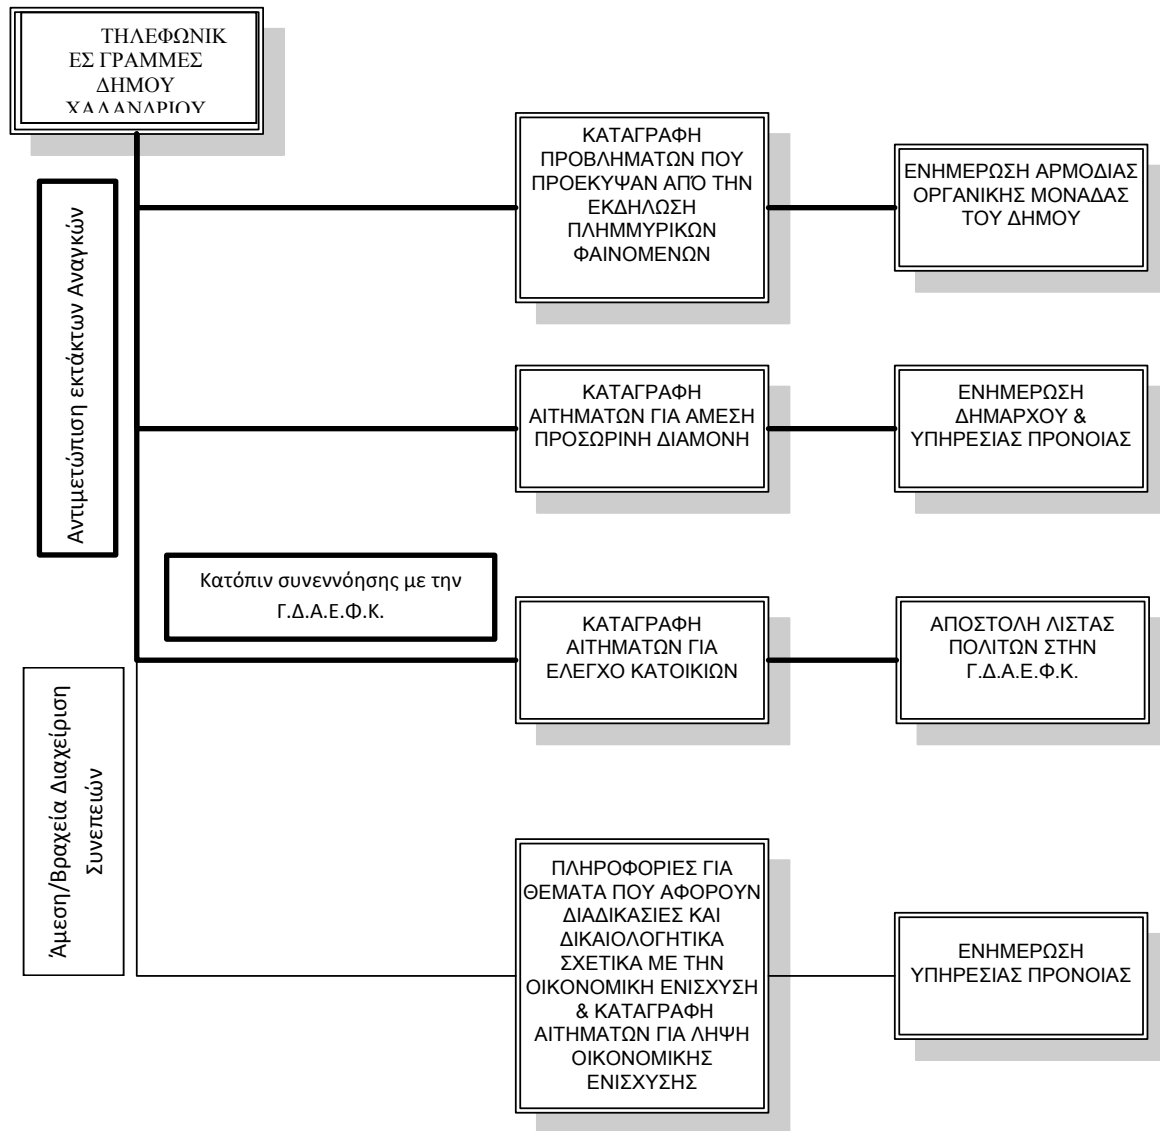 ΤΗΛΕΦΩΝΙΚ
ΕΣ ΓΡΑΜΜΕΣ
ΔΗΜΟΥ
ΧΑΛΑΝΔΡΙΟΥ
Αντιμετώπιση εκτάκτων Αναγκών
ΚΑΤΑΓΡΑΦΗ
ΠΡΟΒΛΗΜΑΤΩΝ ΠΟΥ
ΠΡΟΕΚΥΨΑΝ ΑΠΌ ΤΗΝ
ΕΚΔΗΛΩΣΗ
ΠΛΗΜΜΥΡΙΚΩΝ
ΦΑΙΝΟΜΕΝΩΝ
ΕΝΗΜΕΡΩΣΗ ΑΡΜΟΔΙΑΣ
ΟΡΓΑΝΙΚΗΣ ΜΟΝΑΔΑΣ
ΤΟΥ ΔΗΜΟΥ
ΚΑΤΑΓΡΑΦΗ
ΑΙΤΗΜΑΤΩΝ ΓΙΑ ΑΜΕΣΗ
ΠΡΟΣΩΡΙΝΗ ΔΙΑΜΟΝΗ
ΕΝΗΜΕΡΩΣΗ
ΔΗΜΑΡΧΟΥ &
ΥΠΗΡΕΣΙΑΣ ΠΡΟΝΟΙΑΣ
Κατόπιν συνεννόησης με την
Γ.Δ.Α.Ε.Φ.Κ.
ΚΑΤΑΓΡΑΦΗ
ΑΙΤΗΜΑΤΩΝ ΓΙΑ
ΕΛΕΓΧΟ ΚΑΤΟΙΚΙΩΝ
ΑΠΟΣΤΟΛΗ ΛΙΣΤΑΣ
ΠΟΛΙΤΩΝ ΣΤΗΝ
Γ.Δ.Α.Ε.Φ.Κ.
Άμεση/Βραχεία Διαχείριση
Συνεπειών
ΠΛΗΡΟΦΟΡΙΕΣ ΓΙΑ
ΘΕΜΑΤΑ ΠΟΥ ΑΦΟΡΟΥΝ
ΔΙΑΔΙΚΑΣΙΕΣ ΚΑΙ
ΔΙΚΑΙΟΛΟΓΗΤΙΚΑ
ΣΧΕΤΙΚΑ ΜΕ ΤΗΝ
ΟΙΚΟΝΟΜΙΚΗ ΕΝΙΣΧΥΣΗ
& ΚΑΤΑΓΡΑΦΗ
ΑΙΤΗΜΑΤΩΝ ΓΙΑ ΛΗΨΗ
ΟΙΚΟΝΟΜΙΚΗΣ
ΕΝΙΣΧΥΣΗΣ
ΕΝΗΜΕΡΩΣΗ
ΥΠΗΡΕΣΙΑΣ ΠΡΟΝΟΙΑΣ